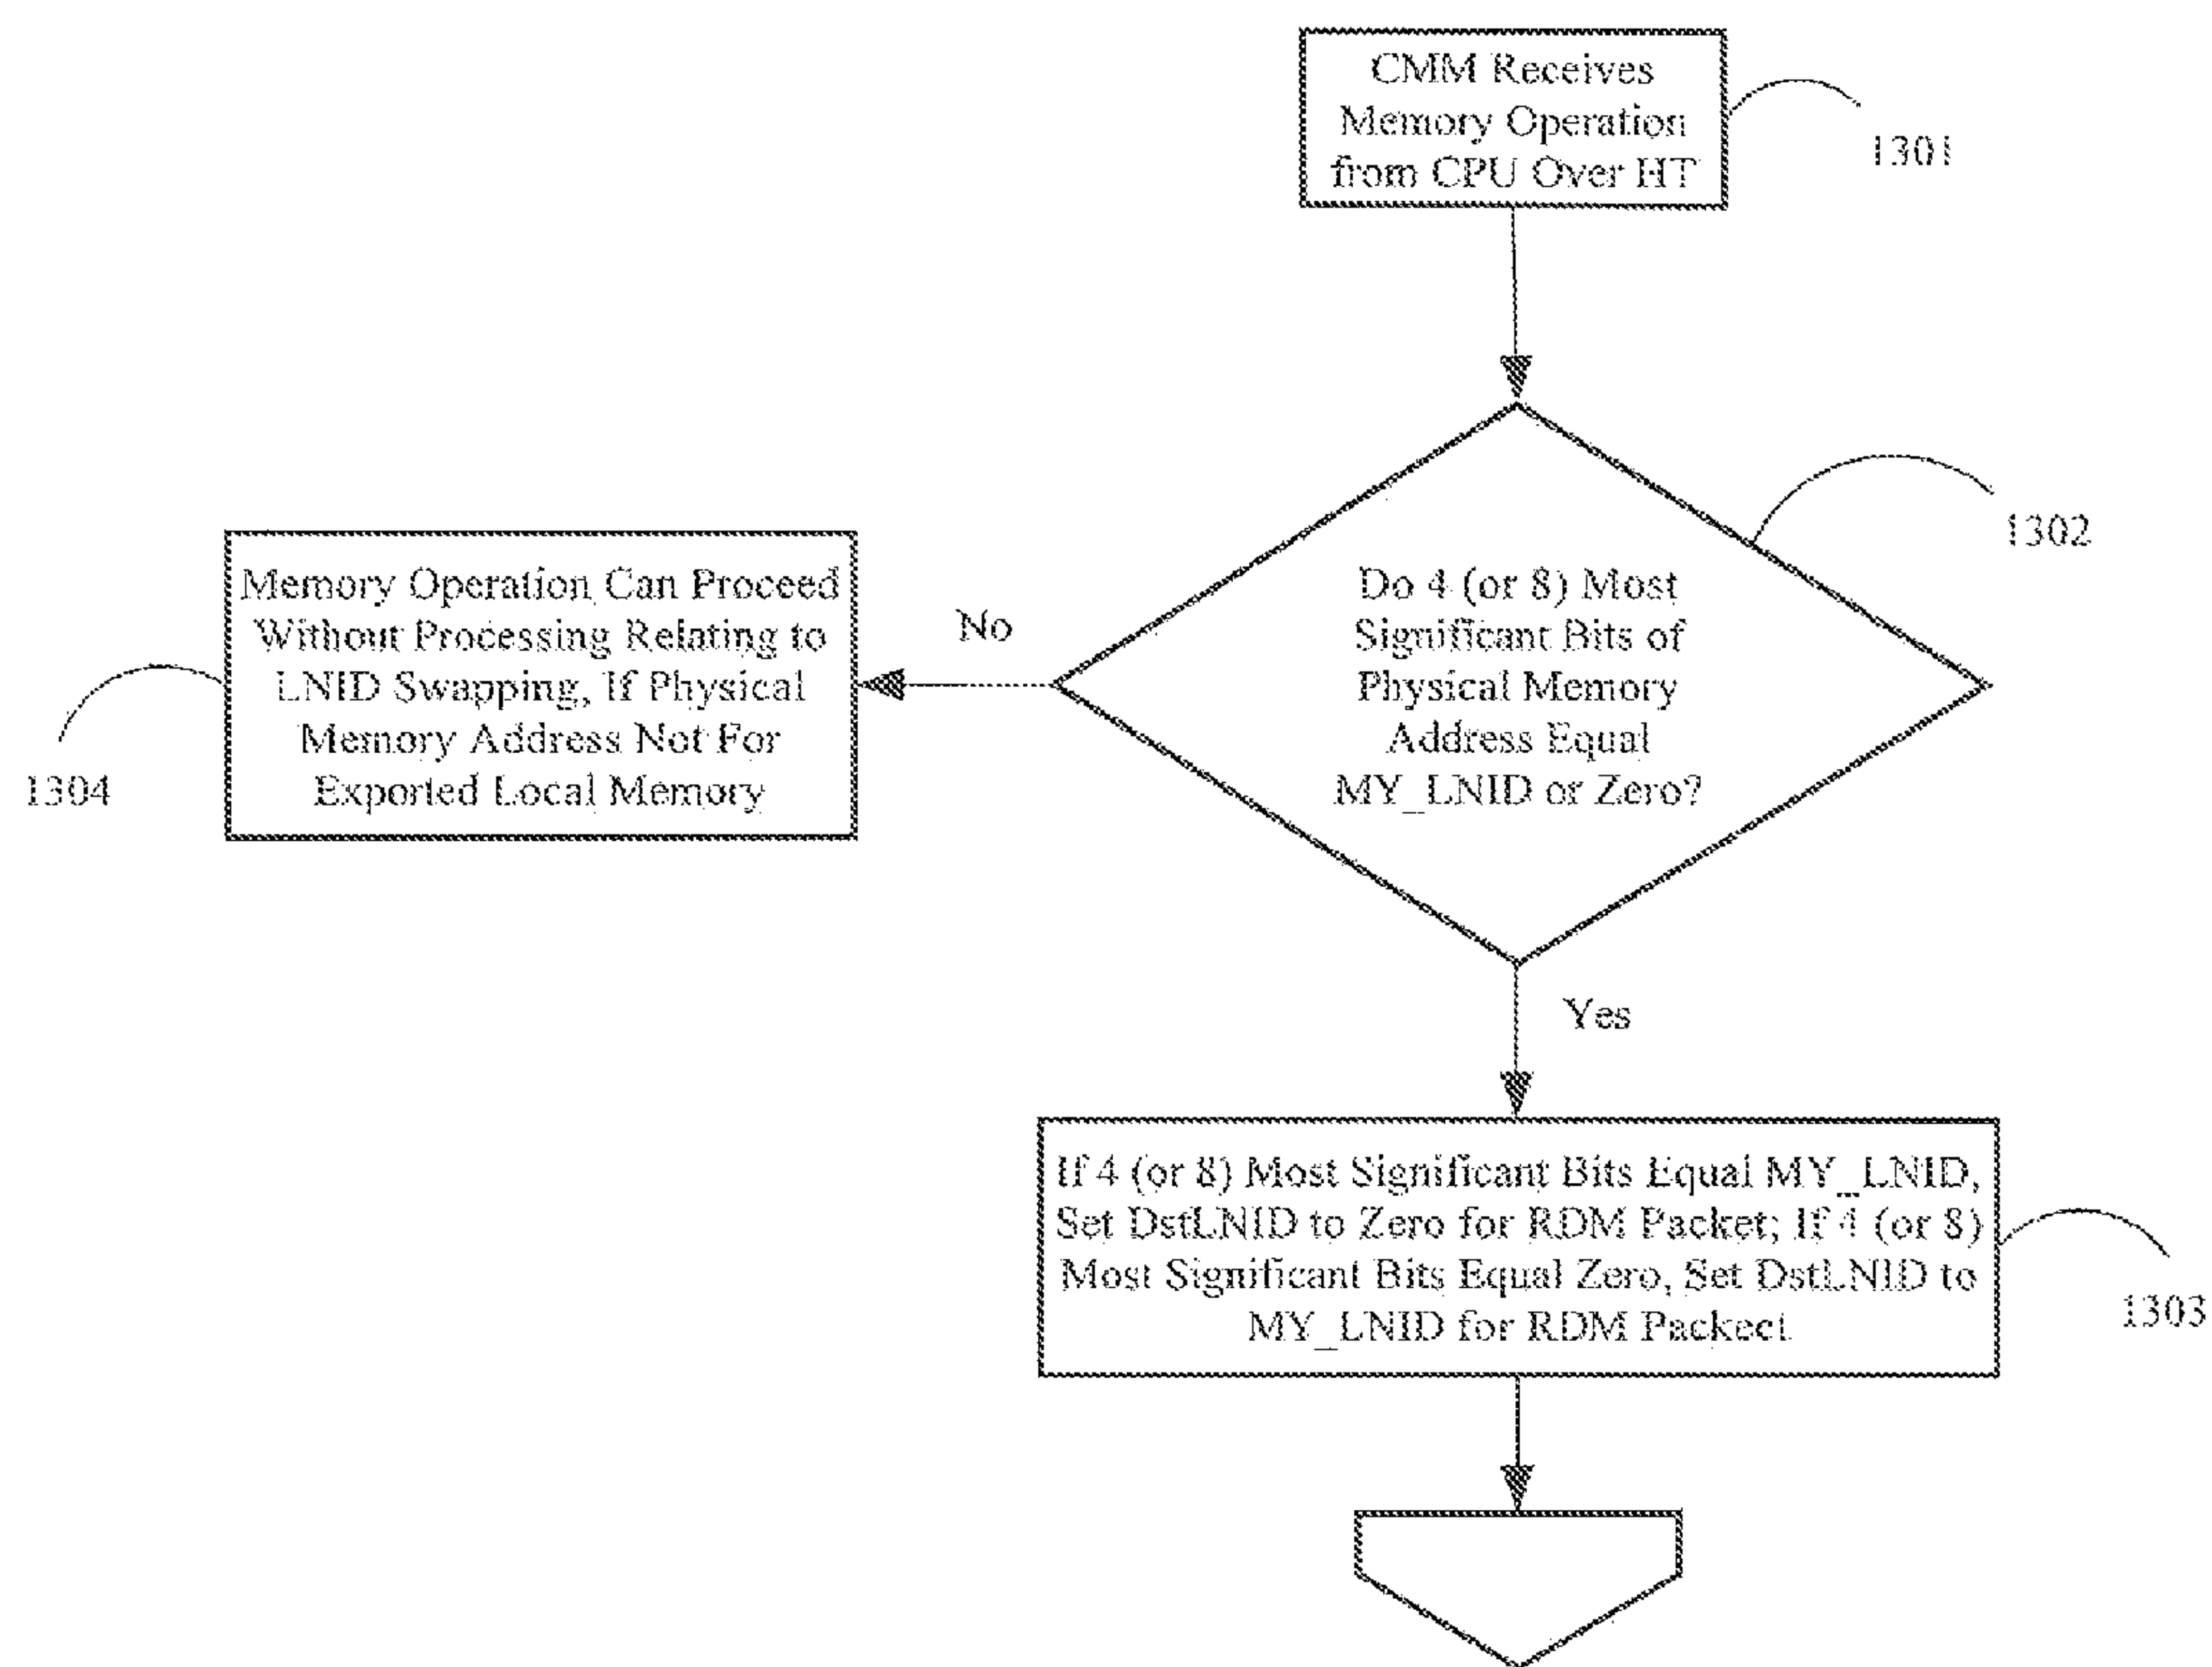 CMM Receives
Memory Operation
from CPU Over HT
1301
Do 4 (or 8) Most
Significant Bits of
Physical Memory
Address Equal
MY_LNID or Zero?
1302
No
Memory Operation Can Proceed
Without Processing Relating to
LNID Swapping, If Physical
Memory Address Not For
Exported Local Memory
1304
Yes
If 4 (or 8) Most Significant Bits Equal MY_LNID,
Set DstLNID to Zero for RDM Packet; If 4 (or 8)
Most Significant Bits Equal Zero, Set DstLNID to
MY_LNID for RDM Packect.
1303